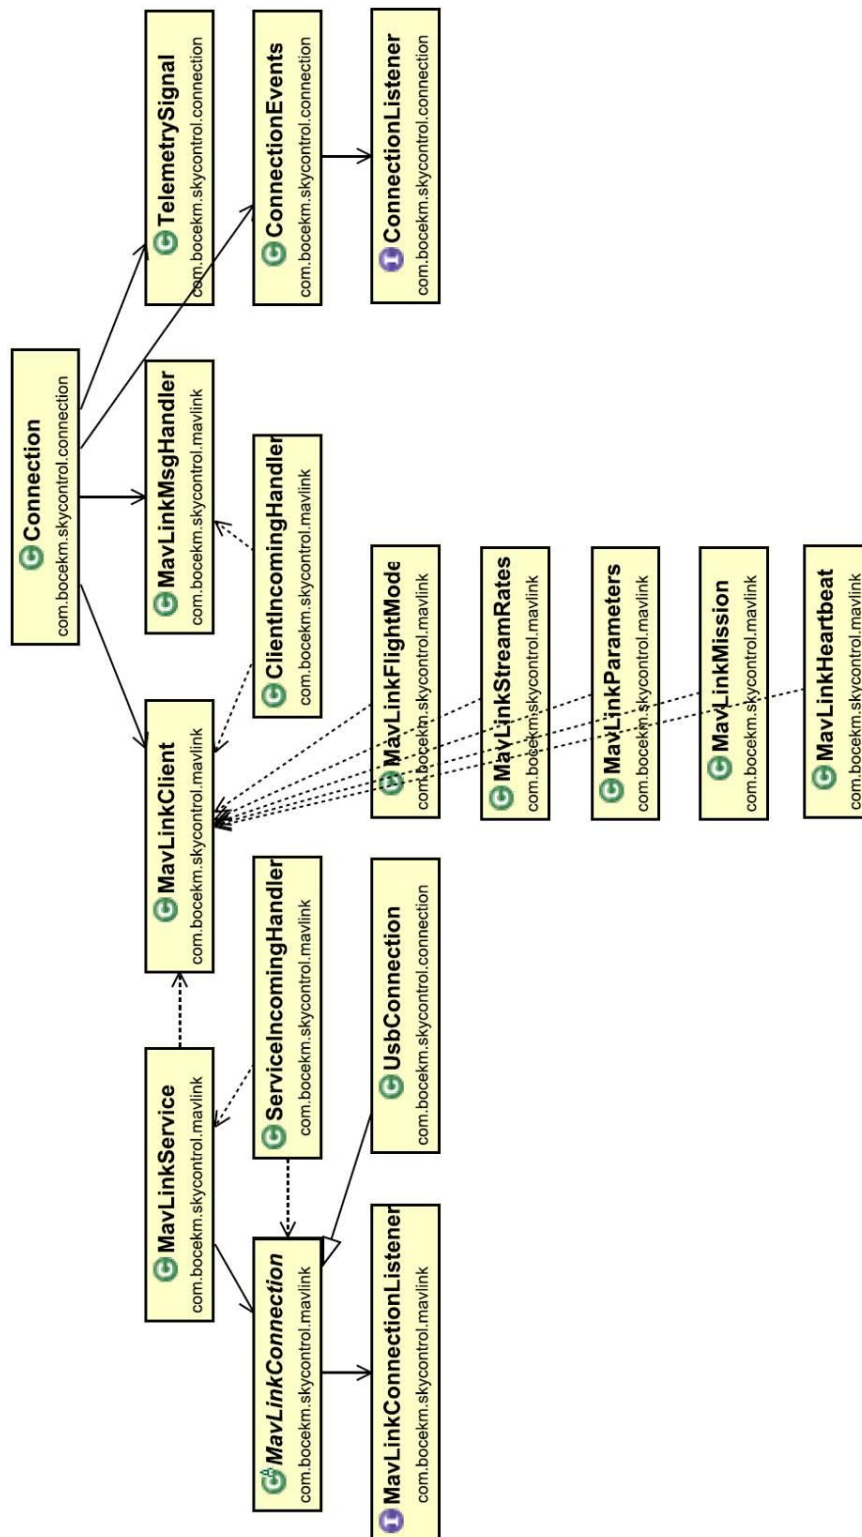 C Connection
com.bocekm.skycontrol.connection
C MavLinkService
com.bocekm.skycontrol.mavlink
C MavLinkClient
com.bocekm.skycontrol.mavlink
C MavLinkMsgHandler
com.bocekm.skycontrol.mavlink
C TelemetrySignal
com.bocekm.skycontrol.connection
C A MavLinkConnection
com.bocekm.skycontrol.mavlink
C ServiceIncomingHandler
com.bocekm.skycontrol.mavlink
C ClientIncomingHandler
com.bocekm.skycontrol.mavlink
C ConnectionEvents
com.bocekm.skycontrol.connection
I MavLinkConnectionListener
com.bocekm.skycontrol.mavlink
C UsbConnection
com.bocekm.skycontrol.connection
C MavLinkFlightMode
com.bocekm.skycontrol.mavlink
I ConnectionListener
com.bocekm.skycontrol.connection
C MavLinkStreamRates
com.bocekm.skycontrol.mavlink
C MavLinkParameters
com.bocekm.skycontrol.mavlink
C MavLinkMission
com.bocekm.skycontrol.mavlink
C MavLinkHeartbeat
com.bocekm.skycontrol.mavlink